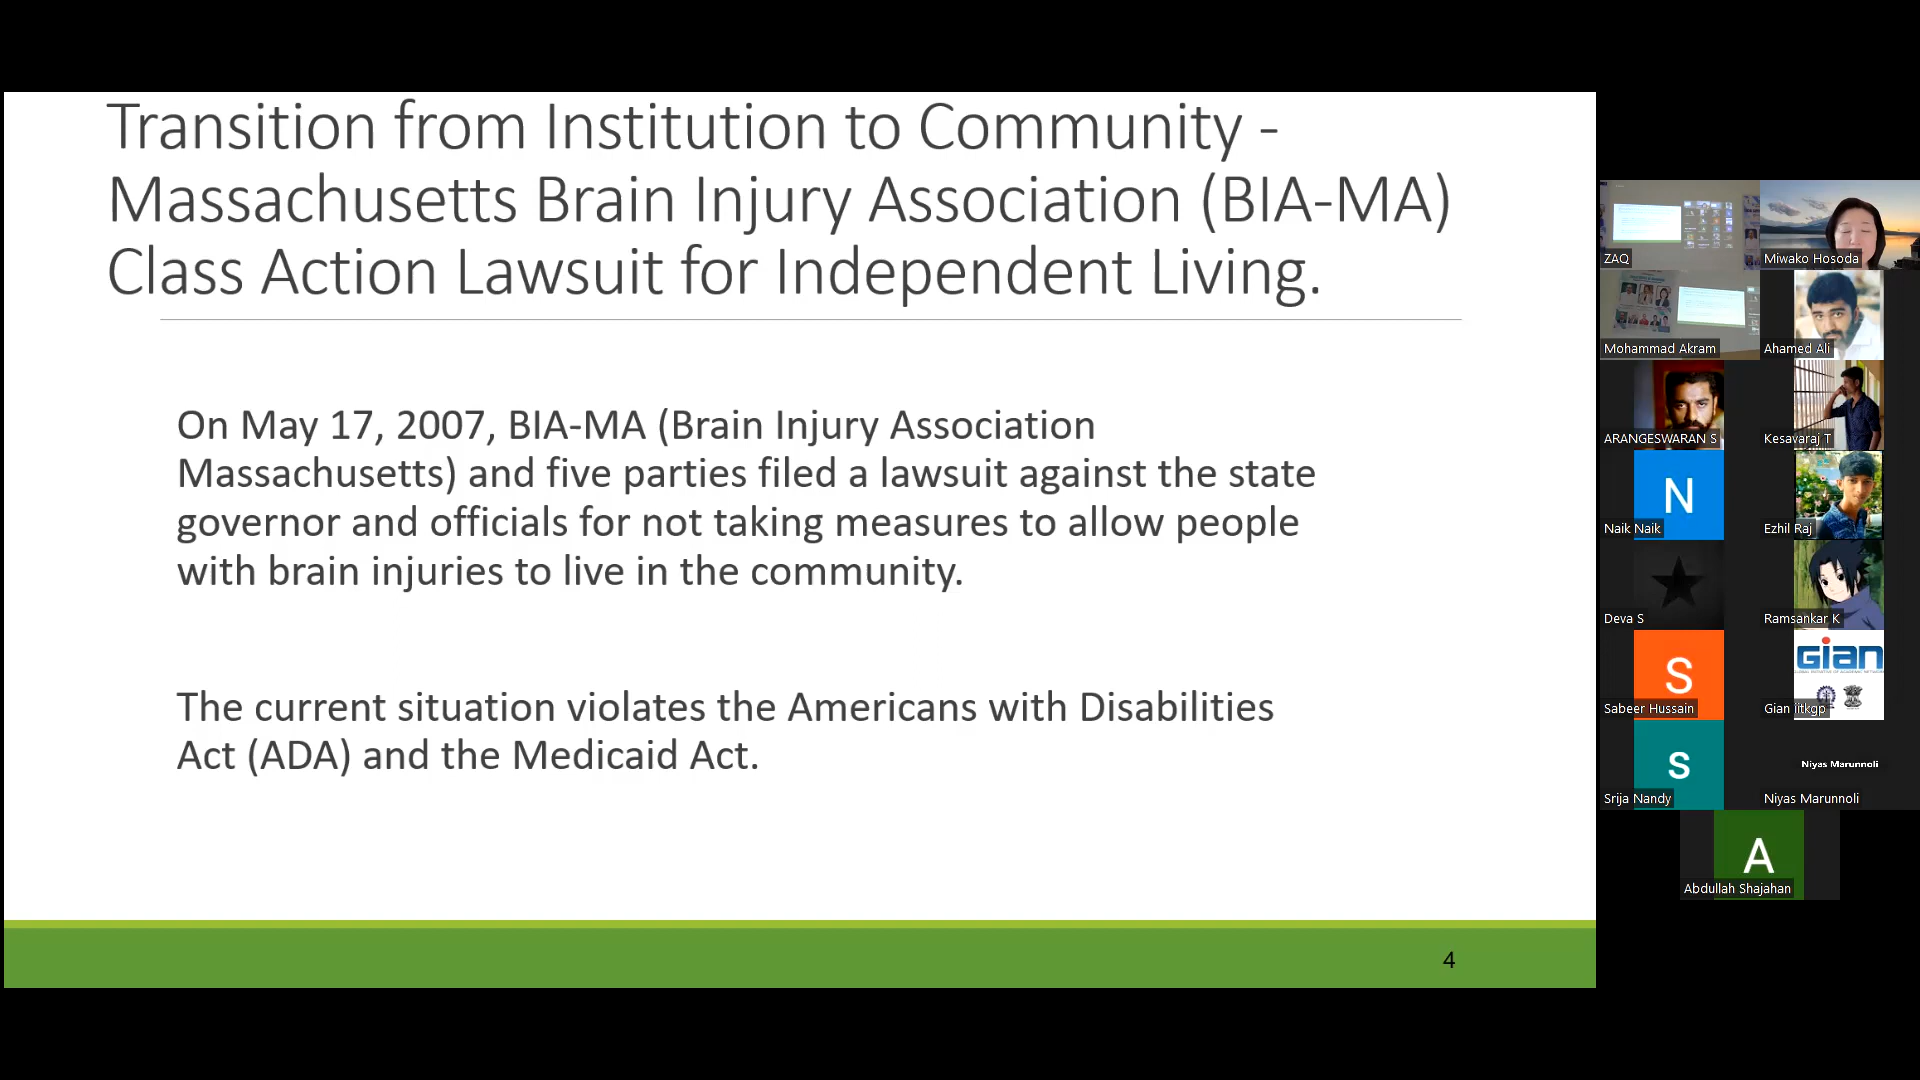 Transition from Institution to Community -
Massachusetts Brain Injury Association (BIA-MA)
Class Action Lawsuit for Independent Living.
On May 17, 2007, BIA-MA (Brain Injury Association
Massachusetts) and five parties filed a lawsuit against the state
governor and officials for not taking measures to allow people
with brain injuries to live in the community.
The current situation violates the Americans with Disabilities
Act (ADA) and the Medicaid Act.
4
ZAQ
Miwako Hosoda
Mohammad Akram
Ahamed Ali
ARANGESWARAN S
Kesavaraj T
N
Naik Naik
Ezhil Raj
Deva S
Ramsankar K
S
Sabeer Hussain
Gian
Gian iitkgp
s
Srija Nandy
Niyas Marunnoli
Niyas Marunnoli
A
Abdullah Shajahan